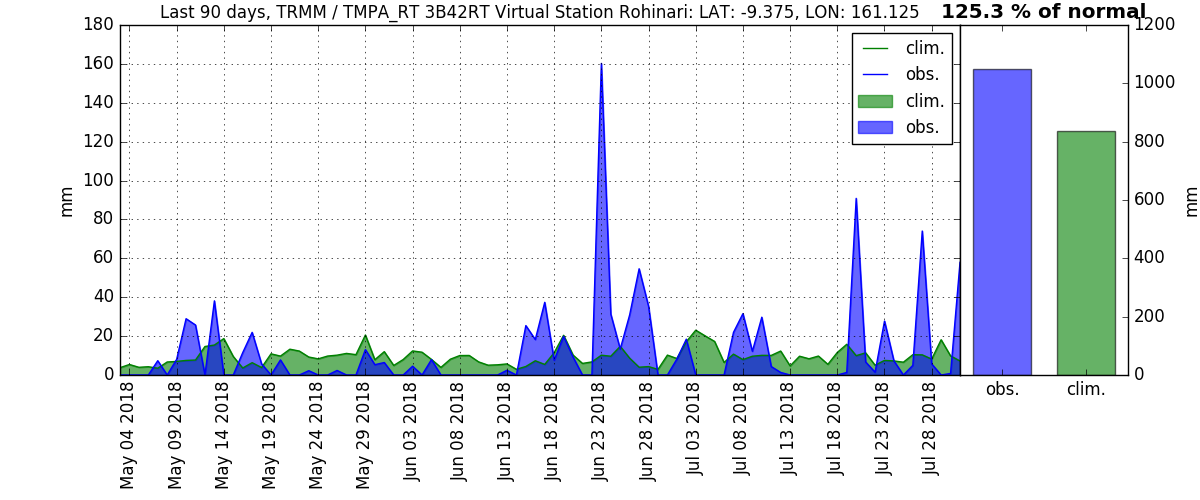 Last 90 days, TRMM / TMPA_RT 3B42RT Virtual Station Rohinari: LAT: -9.375, LON: 161.125
125.3 % of normal
180
160
140
120
100
80
60
40
20
0
mm
clim.
obs.
clim.
obs.
May 04 2018
May 09 2018
May 14 2018
May 19 2018
May 24 2018
May 29 2018
Jun 03 2018
Jun 08 2018
Jun 13 2018
Jun 18 2018
Jun 23 2018
Jun 28 2018
Jul 03 2018
Jul 08 2018
Jul 13 2018
Jul 18 2018
Jul 23 2018
Jul 28 2018
1200
1000
800
600
400
200
0
mm
obs.
clim.